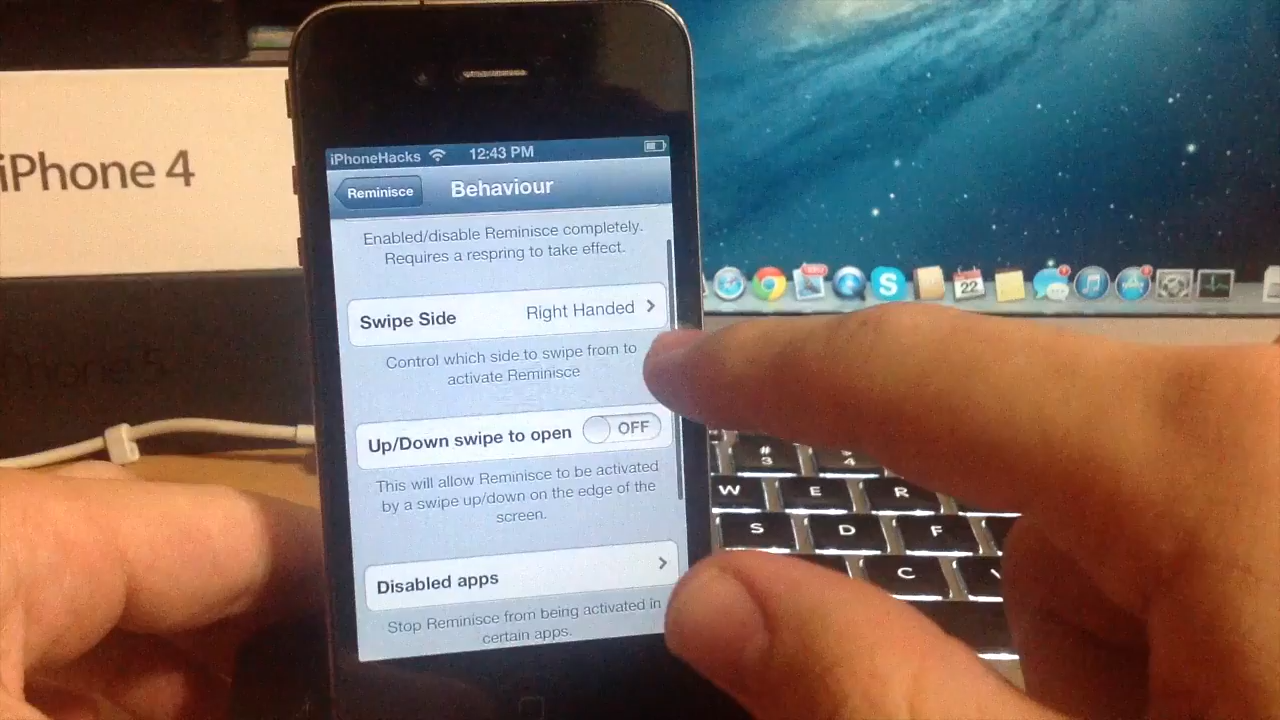 iPhone 4
iPhoneHacks 12:43 PM
Reminisce Behaviour
Enabled/disable Reminisce completely.
Requires a respring to take effect.
Swipe Side Right Handed
Control which side to swipe from to
activate Reminisce
Up/Down swipe to open OFF
This will allow Reminisce to be activated
by a swipe up/down on the edge of the
screen.
Disabled apps
Stop Reminisce from being activated in
certain apps.
iPhone 5
22
S
# 3
$ 4
W E R
S D F
C